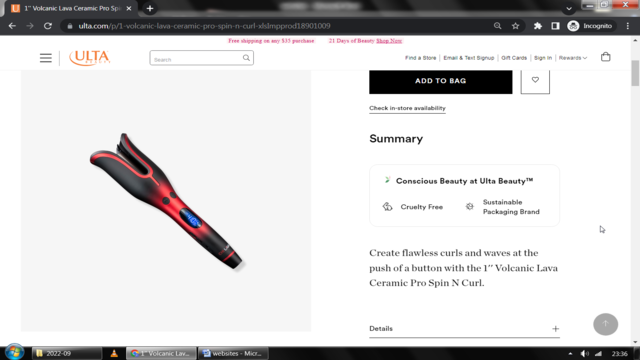 1'' Volcanic Lava Ceramic Pro Spin
ulta.com/p/1-volcanic-lava-ceramic-pro-spin-n-curl-xlsImpprod18901009
Incognito
Free shipping on any $35 purchase 21 Days of Beauty Shop Now
ULTA
BEAUTY
Search
Find a Store
Email & Text Signup
Gift Cards
Sign In
Rewards
ADD TO BAG
Check in-store availability
Summary
Conscious Beauty at Ulta Beauty™
Cruelty Free
Sustainable
Packaging Brand
Create flawless curls and waves at the
push of a button with the 1'' Volcanic Lava
Ceramic Pro Spin N Curl.
Details
2022-09
1'' Volcanic Lav...
websites - Micr...
23:36